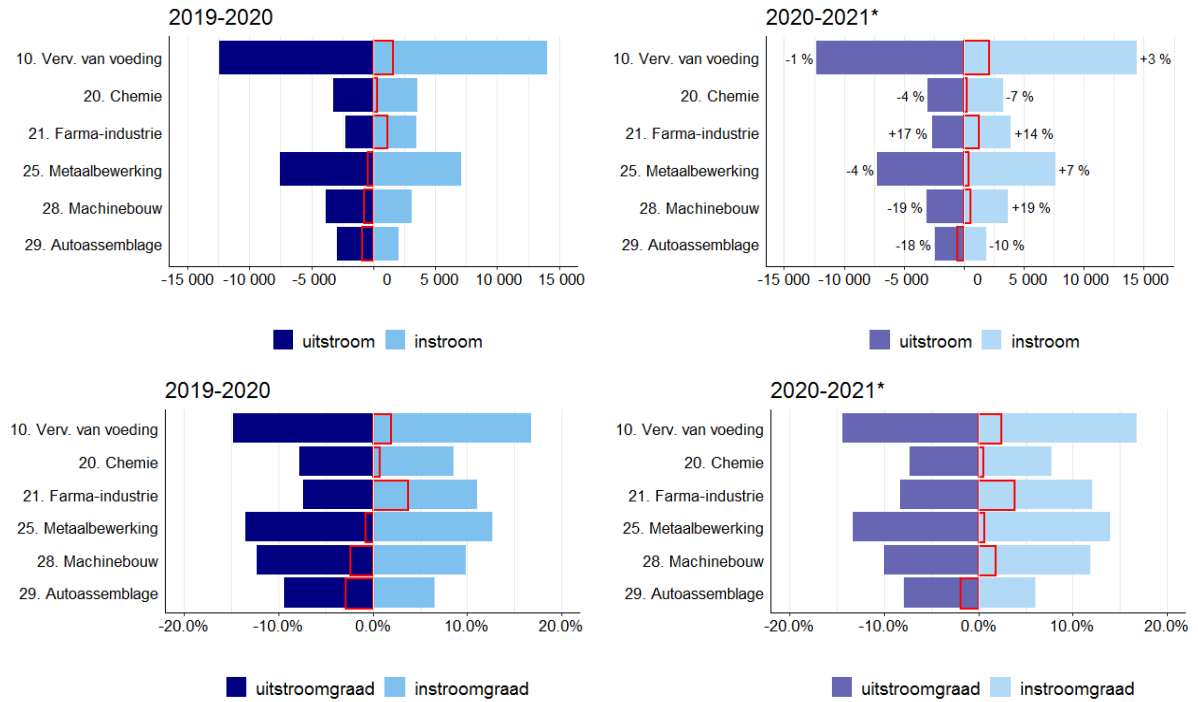 2019-2020
10. Verv. van voeding
20. Chemie
21. Farma-industrie
25. Metaalbewerking
28. Machinebouw
29. Autoassemblage
-15 000 -10 000 -5 000 0 5 000 10 000 15 000
uitstroom instroom
2020-2021*
10. Verv. van voeding -1 % +3 %
20. Chemie -4 % -7 %
21. Farma-industrie +17 % +14 %
25. Metaalbewerking -4 % +7 %
28. Machinebouw -19 % +19 %
29. Autoassemblage -18 % -10 %
-15 000 -10 000 -5 000 0 5 000 10 000 15 000
uitstroom instroom
2019-2020
10. Verv. van voeding
20. Chemie
21. Farma-industrie
25. Metaalbewerking
28. Machinebouw
29. Autoassemblage
-20.0% -10.0% 0.0% 10.0% 20.0%
uitstroomgraad instroomgraad
2020-2021*
10. Verv. van voeding
20. Chemie
21. Farma-industrie
25. Metaalbewerking
28. Machinebouw
29. Autoassemblage
-20.0% -10.0% 0.0% 10.0% 20.0%
uitstroomgraad instroomgraad